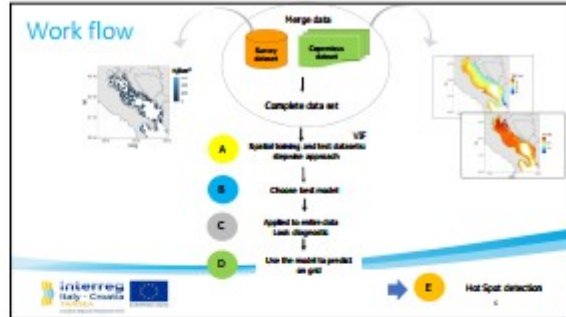 Work flow
Merge data
Survey
dataset
Copernicus
dataset
Complete data set
VIF
A
Spatial training and test datasets:
stepwise approach
B
Choose best model
C
Applied to entire data
Look diagnostic
D
Use the model to predict
on grid
E
Hot Spot detection
interreg
Italy - Croatia